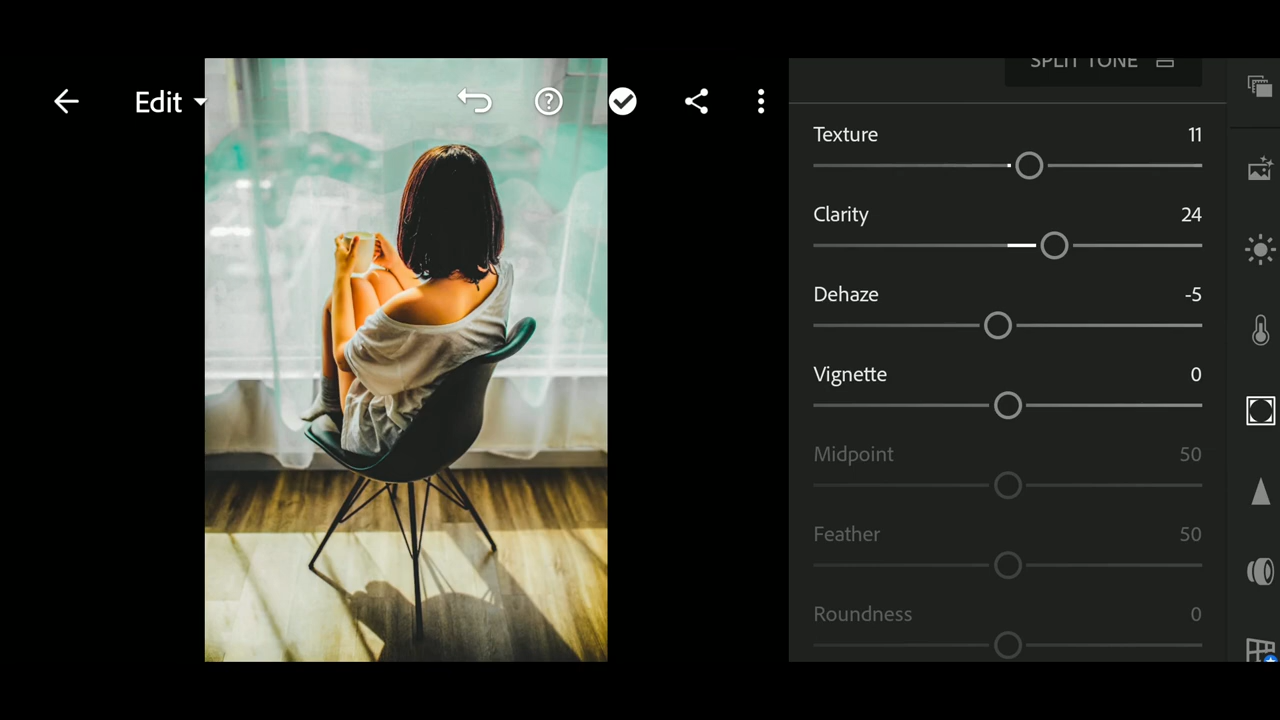 Edit
SPLIT TONE
Texture 11
Clarity 24
Dehaze -5
Vignette 0
Midpoint 50
Feather 50
Roundness 0